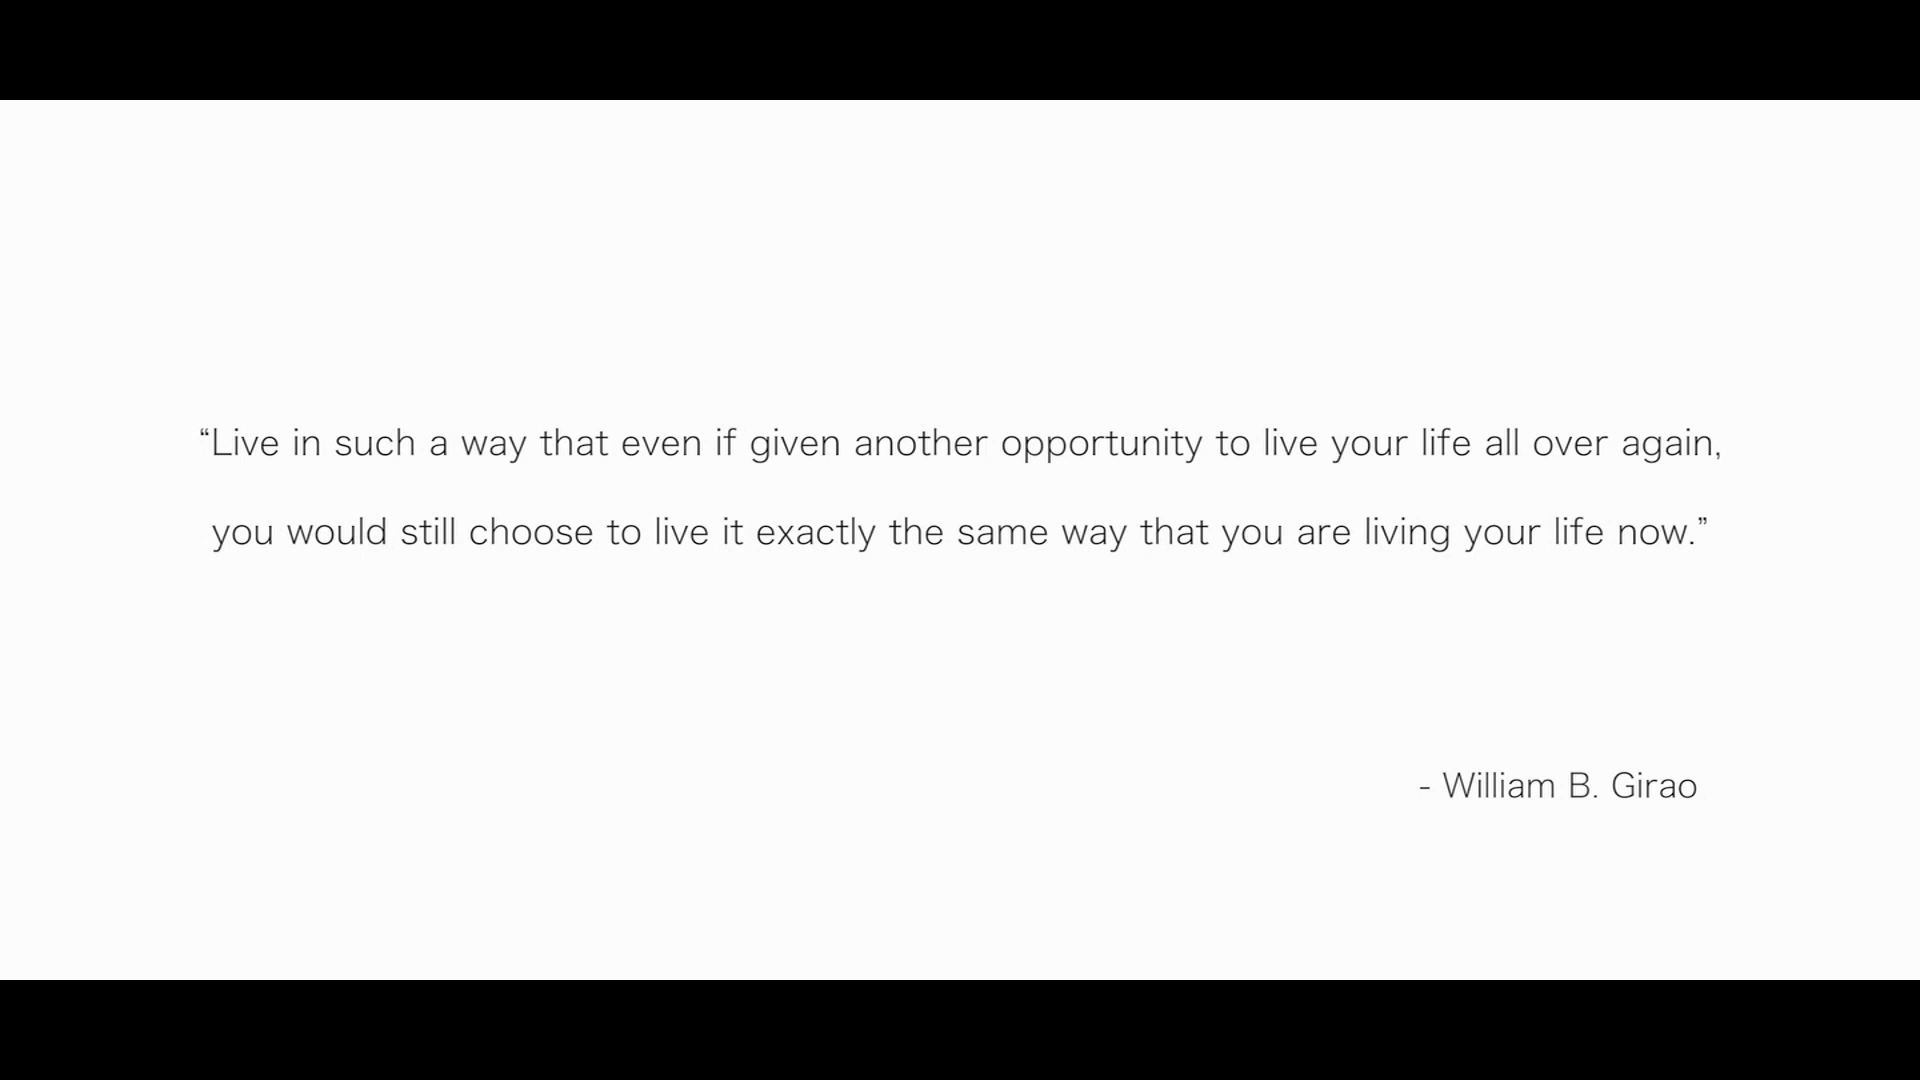 “Live in such a way that even if given another opportunity to live your life all over again,
you would still choose to live it exactly the same way that you are living your life now.”
- William B. Girao